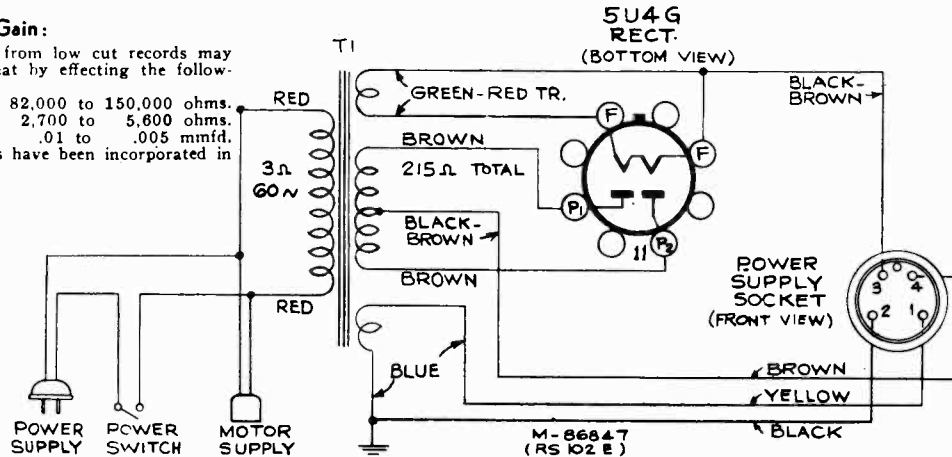 Gain:
from low cut records may
eat by effecting the follow-
82,000 to 150,000 ohms.
2,700 to 5,600 ohms.
.01 to .005 mmfd.
s have been incorporated in
T1
5U4G
RECT.
(BOTTOM VIEW)
RED
GREEN-RED TR.
BLACK-
BROWN
F
F
BROWN
3Ω
60~
215Ω TOTAL
P1
BLACK-
BROWN
11
P2
BROWN
RED
POWER
SUPPLY
SOCKET
(FRONT VIEW)
3
4
2
1
BLUE
BROWN
YELLOW
BLACK
POWER
SUPPLY
POWER
SWITCH
MOTOR
SUPPLY
M-86847
(RS 102 E)